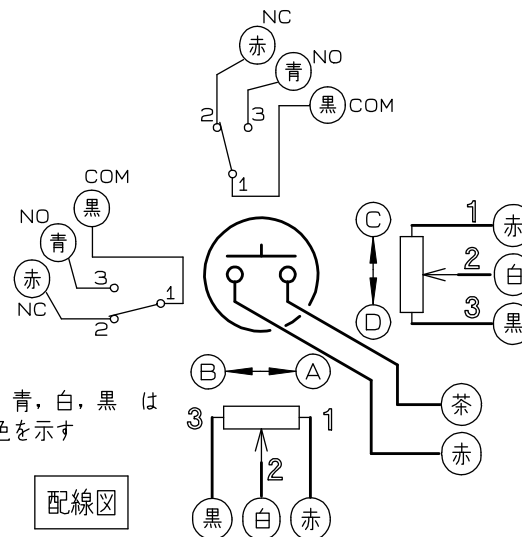 NC
赤
青 NO
黒 COM
2 3
1
COM
黒
NO
青
赤
NC
3
1
2
C
D
1 赤
2 白
3 黒
B A
3 1
2
黒 白 赤
茶
赤
青, 白, 黒 は
色を示す
配線図